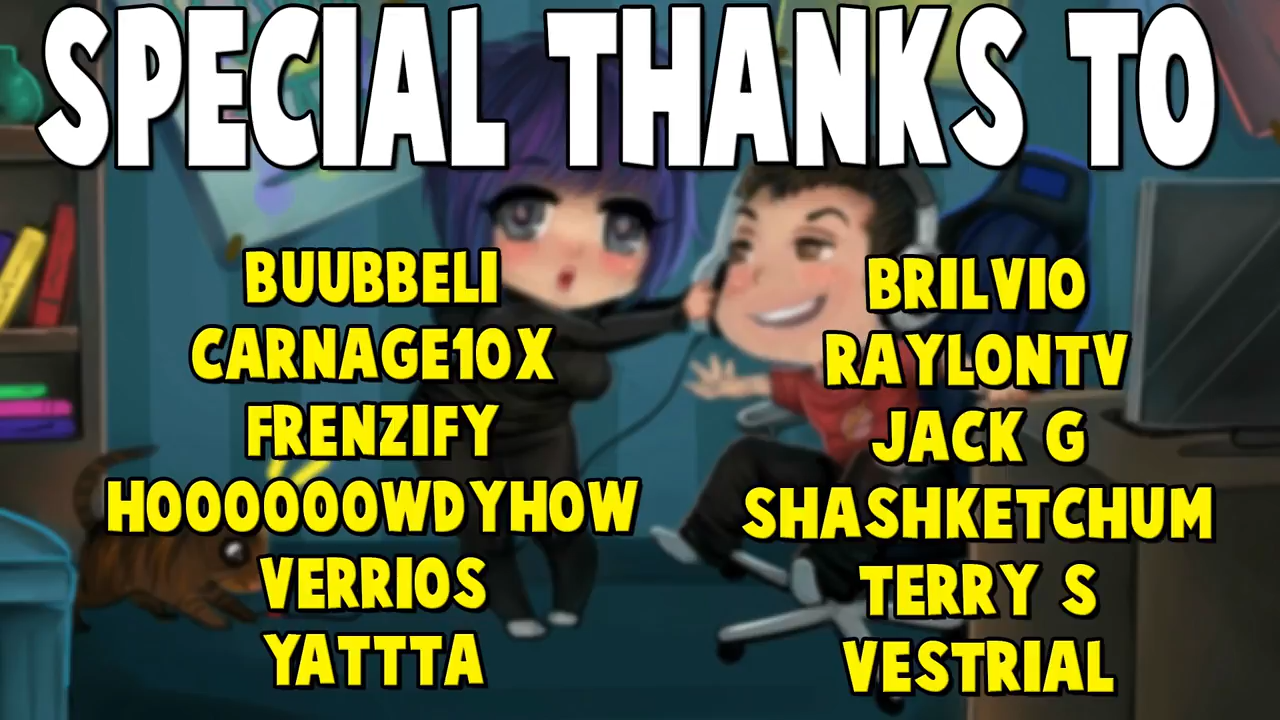 SPECIAL THANKS TO
BUUBBELI
CARNAGE10X
FRENZIFY
HOOOOOOWDYHOW
VERRIOS
YATTTA
BRILVIO
RAYLONTV
JACK G
SHASHKETCHUM
TERRY S
VESTRIAL